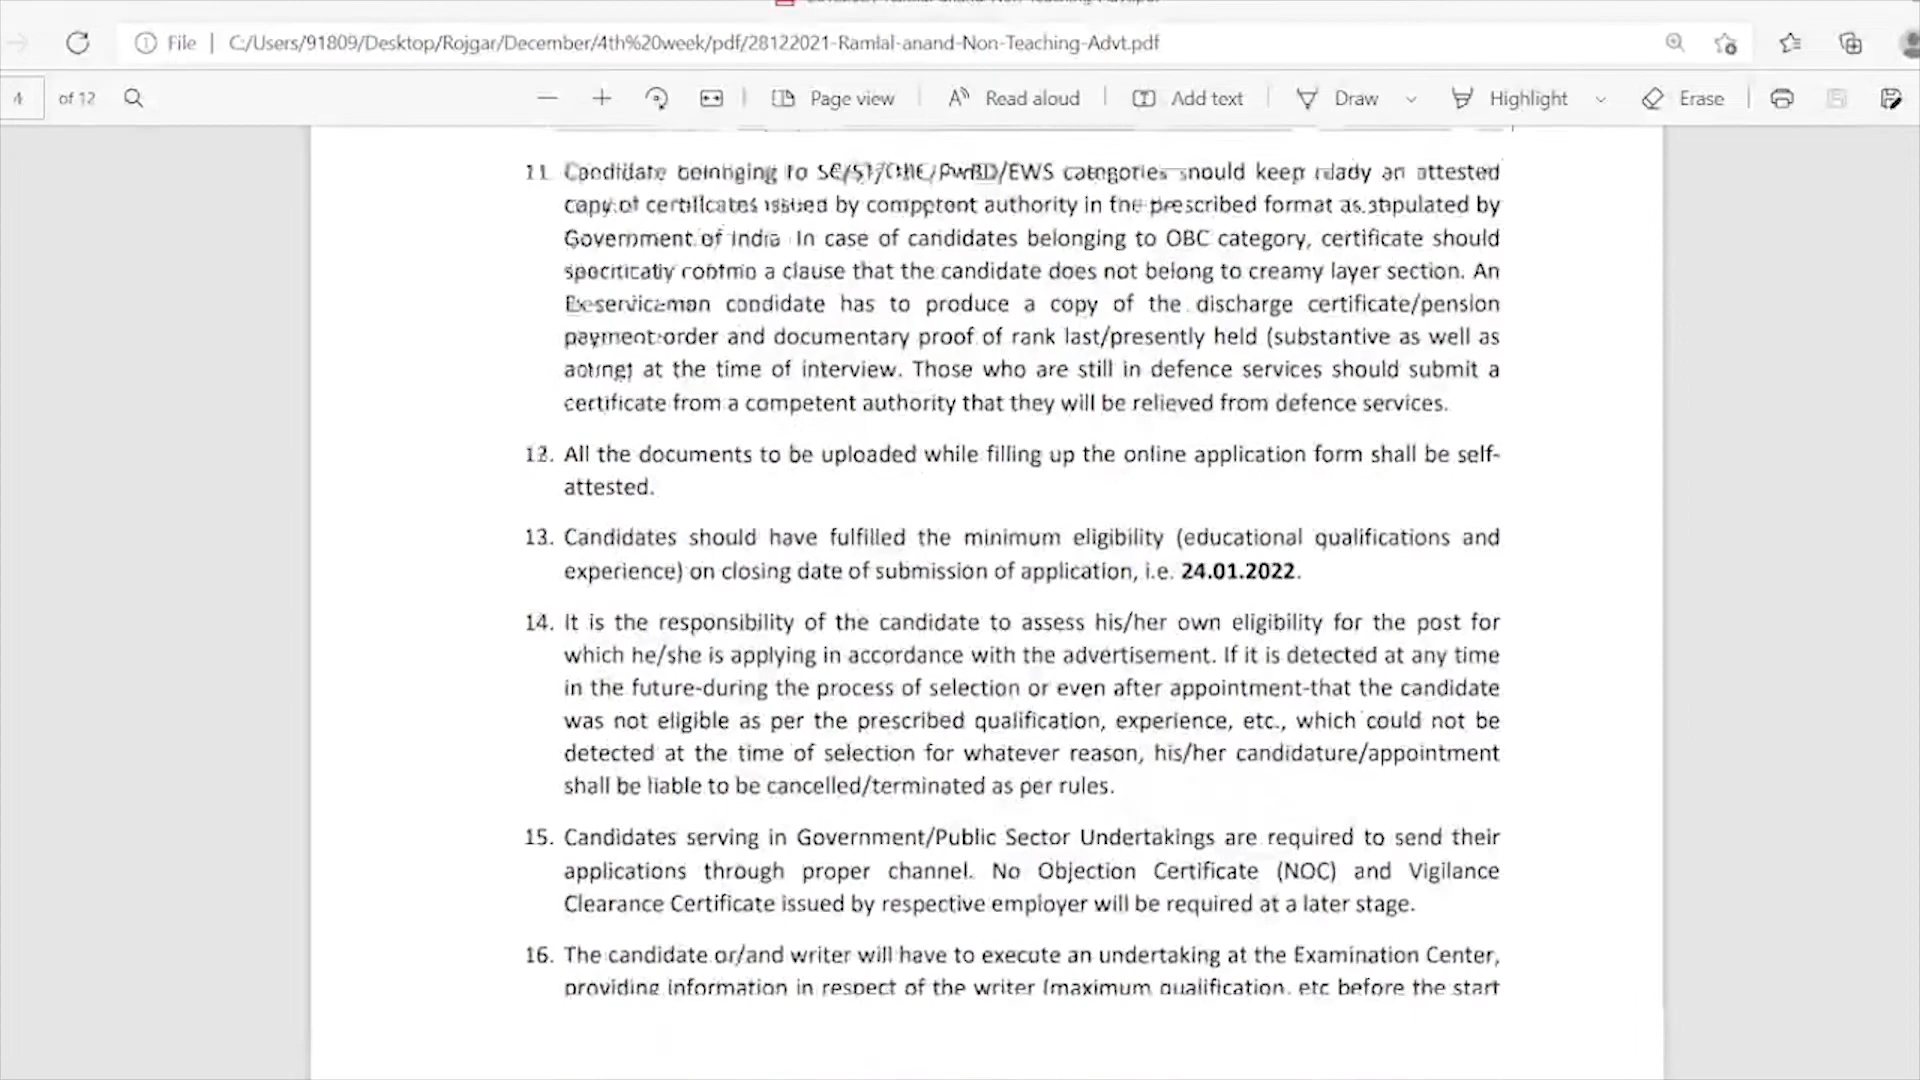 File | C:/Users/91809/Desktop/Rojgar/December/4th%20week/pdf/28122021-Ramlal-anand-Non-Teaching-Advt.pdf
4 of 12 Page view Read aloud Add text Draw Highlight Erase
11 Candidate belonging to SC/ST/OBC/PwBD/EWS categories should keep ready an attested
copy of certificates issued by competent authority in the prescribed format as stipulated by
Government of India In case of candidates belonging to OBC category, certificate should
specifically contain a clause that the candidate does not belong to creamy layer section. An
Ex-serviceman candidate has to produce a copy of the discharge certificate/pension
payment order and documentary proof of rank last/presently held (substantive as well as
acting) at the time of interview. Those who are still in defence services should submit a
certificate from a competent authority that they will be relieved from defence services.
12. All the documents to be uploaded while filling up the online application form shall be self-
attested.
13. Candidates should have fulfilled the minimum eligibility (educational qualifications and
experience) on closing date of submission of application, i.e. 24.01.2022.
14. It is the responsibility of the candidate to assess his/her own eligibility for the post for
which he/she is applying in accordance with the advertisement. If it is detected at any time
in the future-during the process of selection or even after appointment-that the candidate
was not eligible as per the prescribed qualification, experience, etc., which could not be
detected at the time of selection for whatever reason, his/her candidature/appointment
shall be liable to be cancelled/terminated as per rules.
15. Candidates serving in Government/Public Sector Undertakings are required to send their
applications through proper channel. No Objection Certificate (NOC) and Vigilance
Clearance Certificate issued by respective employer will be required at a later stage.
16. The candidate or/and writer will have to execute an undertaking at the Examination Center,
providing information in respect of the writer (maximum qualification, etc before the start